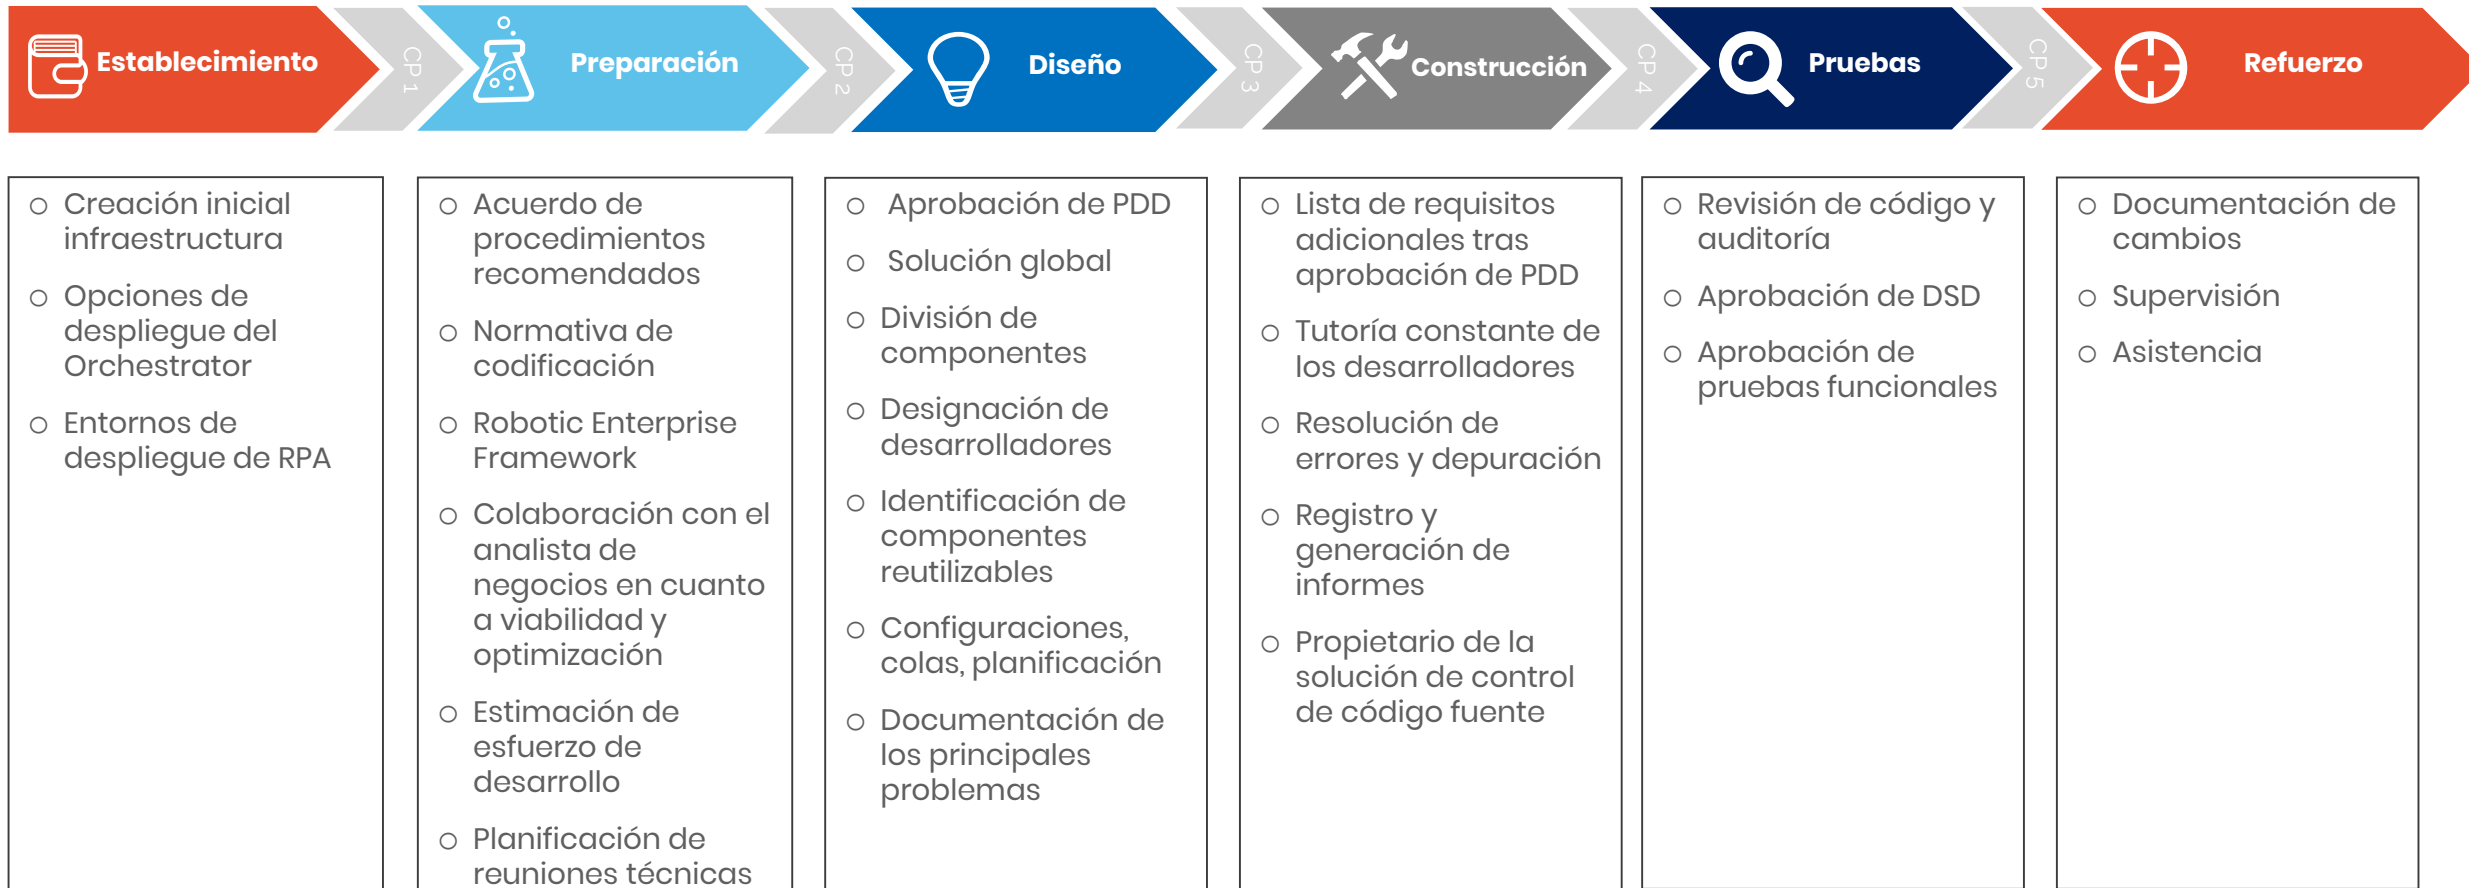 Establecimiento
CP 1
Preparación
CP 2
Diseño
CP 3
Construcción
CP 4
Pruebas
CP 5
Refuerzo
Creación inicial
infraestructura
Opciones de
despliegue del
Orchestrator
Entornos de
despliegue de RPA
Acuerdo de
procedimientos
recomendados
Normativa de
codificación
Robotic Enterprise
Framework
Colaboración con el
analista de
negocios en cuanto
a viabilidad y
optimización
Estimación de
esfuerzo de
desarrollo
Planificación de
reuniones técnicas
Aprobación de PDD
Solución global
División de
componentes
Designación de
desarrolladores
Identificación de
componentes
reutilizables
Configuraciones,
colas, planificación
Documentación de
los principales
problemas
Lista de requisitos
adicionales tras
aprobación de PDD
Tutoría constante de
los desarrolladores
Resolución de
errores y depuración
Registro y
generación de
informes
Propietario de la
solución de control
de código fuente
Revisión de código y
auditoría
Aprobación de DSD
Aprobación de
pruebas funcionales
Documentación de
cambios
Supervisión
Asistencia